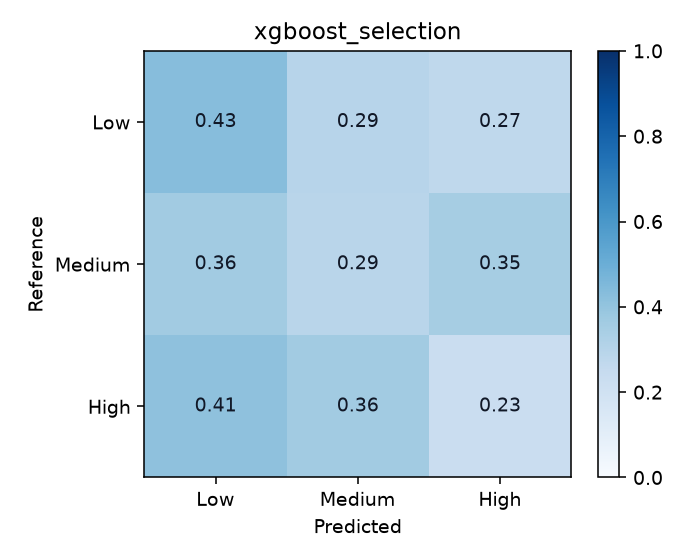 xgboost_selection
1.0
Low 0.43 0.29 0.27
0.8
0.6
Reference
Medium 0.36 0.29 0.35
0.4
High 0.41 0.36 0.23
0.2
0.0
Low Medium High
Predicted